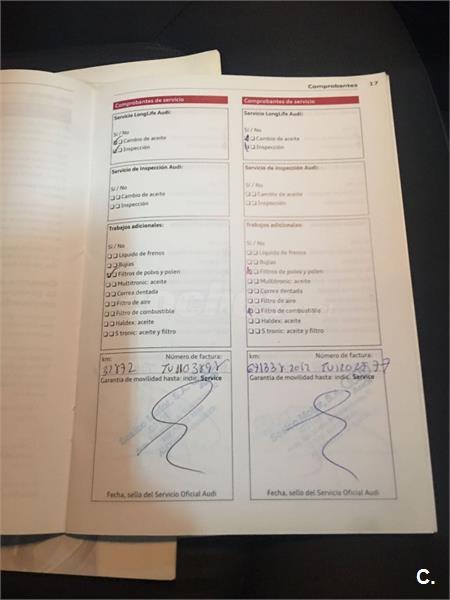 Comprobantes 17
Comprobantes de servicio
Servicio LongLife Audi:
Sí / No
Cambio de aceite
Inspección
Servicio de Inspección Audi:
Sí / No
Cambio de aceite
Inspección
Trabajos adicionales:
Sí / No
Líquido de frenos
Bujías
Filtros de polvo y polen
Multitronic: aceite
Correa dentada
Filtro de aire
Filtro de combustible
Haldex: aceite
S tronic: aceite y filtro
km: Número de factura:
32872
Garantía de movilidad hasta: indic. Service
Fecha, sello del Servicio Oficial Audi
Comprobantes de servicio
Servicio LongLife Audi:
Sí / No
Cambio de aceite
Inspección
Servicio de Inspección Audi:
Sí / No
Cambio de aceite
Inspección
Trabajos adicionales:
Sí / No
Líquido de frenos
Bujías
Filtros de polvo y polen
Multitronic: aceite
Correa dentada
Filtro de aire
Filtro de combustible
Haldex: aceite
S tronic: aceite y filtro
km: Número de factura:
Garantía de movilidad hasta: indic. Service
Fecha, sello del Servicio Oficial Audi
C.